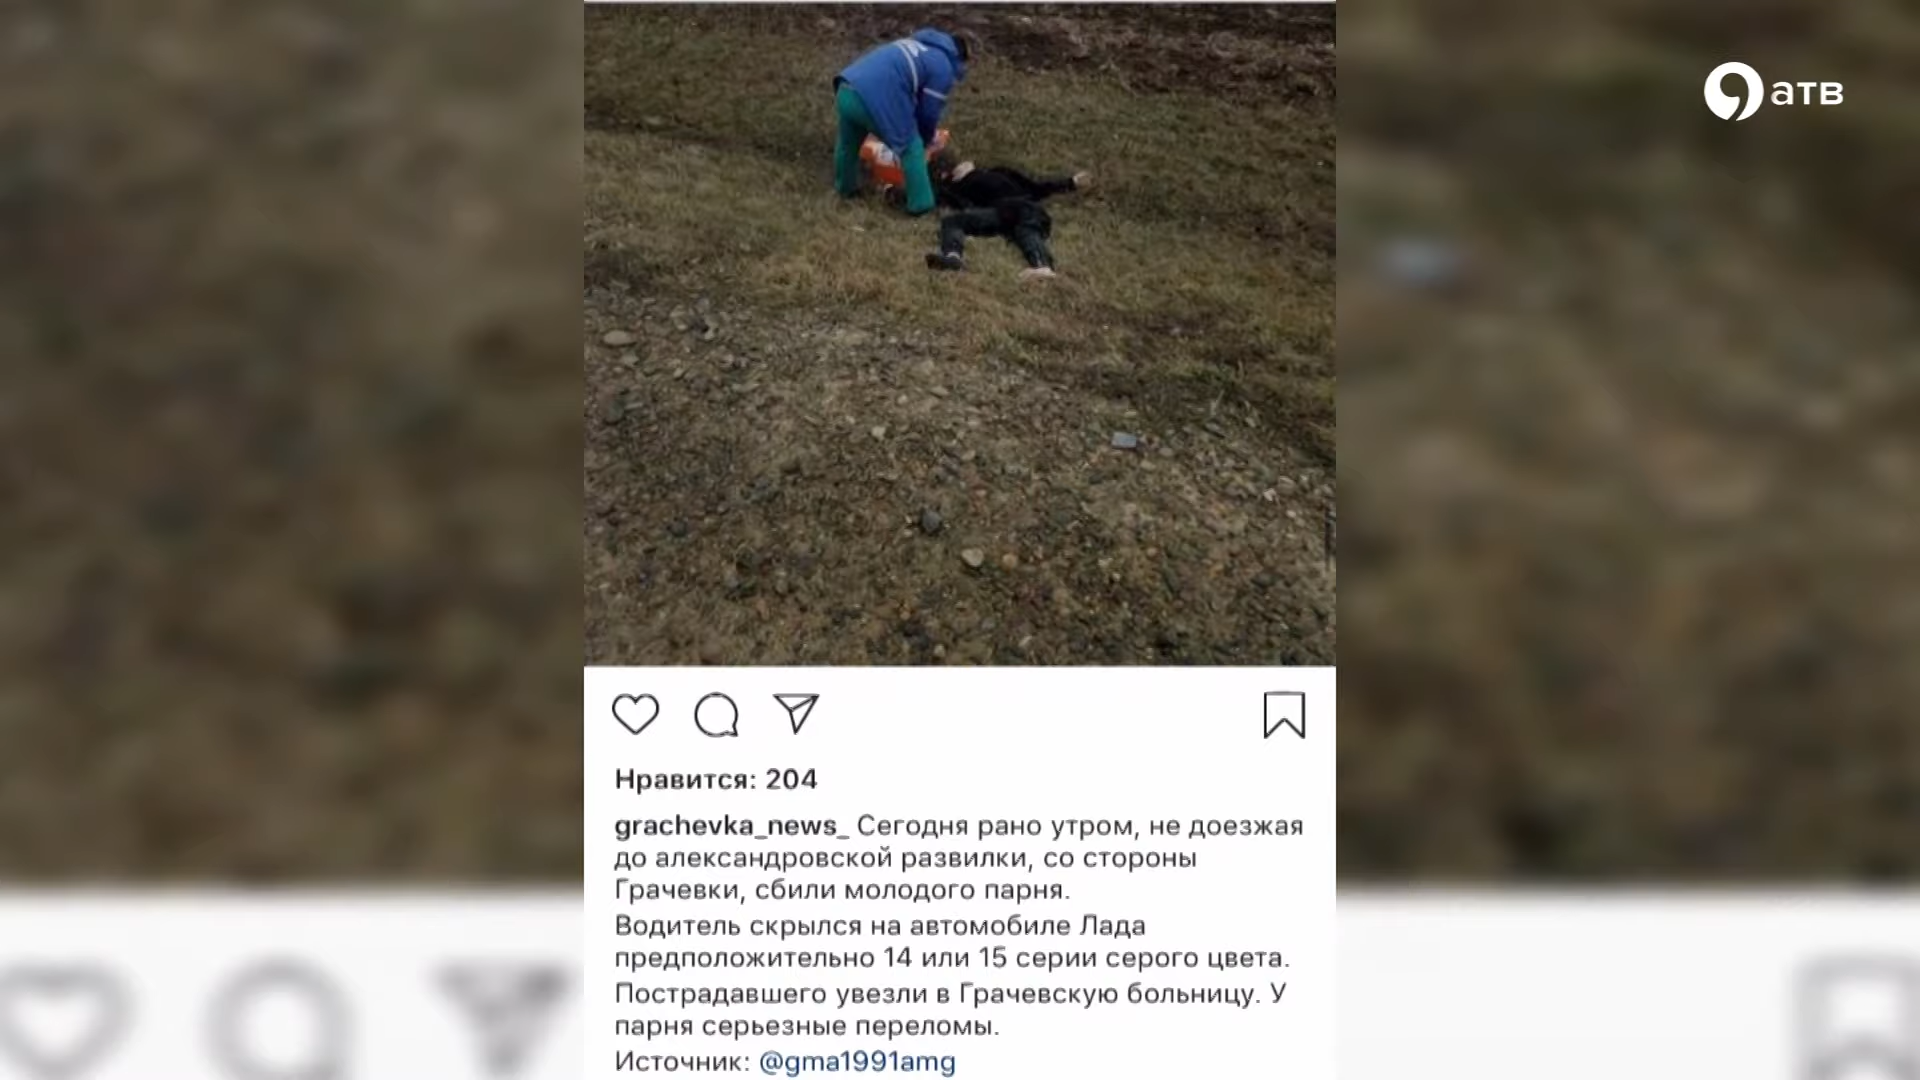 атв
Нравится: 204
grachevka_news_ Сегодня рано утром, не доезжая
до александровской развилки, со стороны
Грачевки, сбили молодого парня.
Водитель скрылся на автомобиле Лада
предположительно 14 или 15 серии серого цвета.
Пострадавшего увезли в Грачевскую больницу. У
парня серьезные переломы.
Источник: @gma1991amg